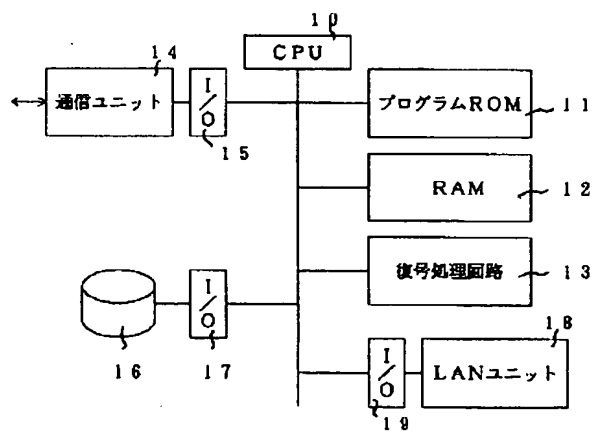 10
CPU
14
通信ユニット
I/O
15
プログラムROM
11
RAM
12
復号処理回路
13
16
I/O
17
18
I/O
LANユニット
19